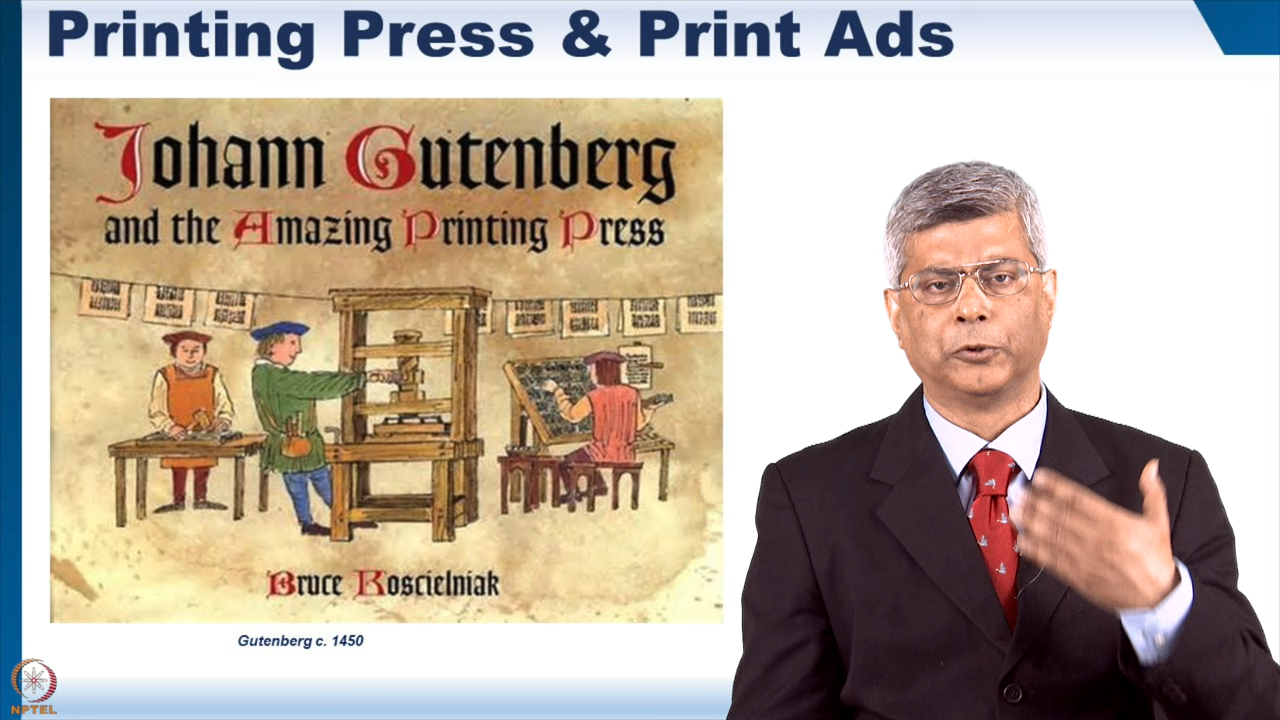 Printing Press & Print Ads
Johann Gutenberg
and the Amazing Printing Press
Bruce Koscielniak
Gutenberg c. 1450
NPTEL